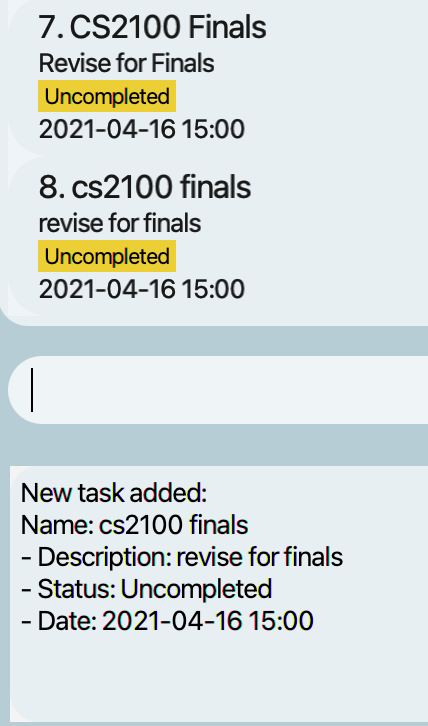 7. CS2100 Finals
Revise for Finals
Uncompleted
2021-04-16 15:00
8. cs2100 finals
revise for finals
Uncompleted
2021-04-16 15:00
New task added:
Name: cs2100 finals
- Description: revise for finals
- Status: Uncompleted
- Date: 2021-04-16 15:00